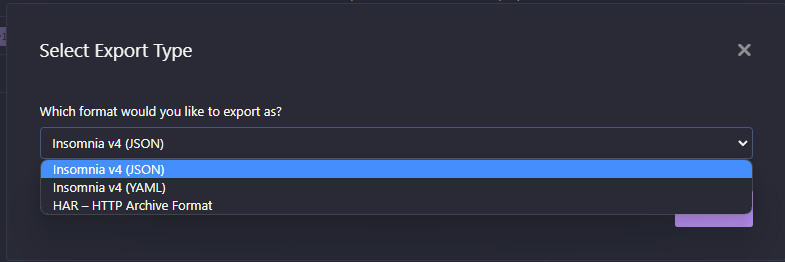 Select Export Type
Which format would you like to export as?
Insomnia v4 (JSON)
Insomnia v4 (JSON)
Insomnia v4 (YAML)
HAR – HTTP Archive Format